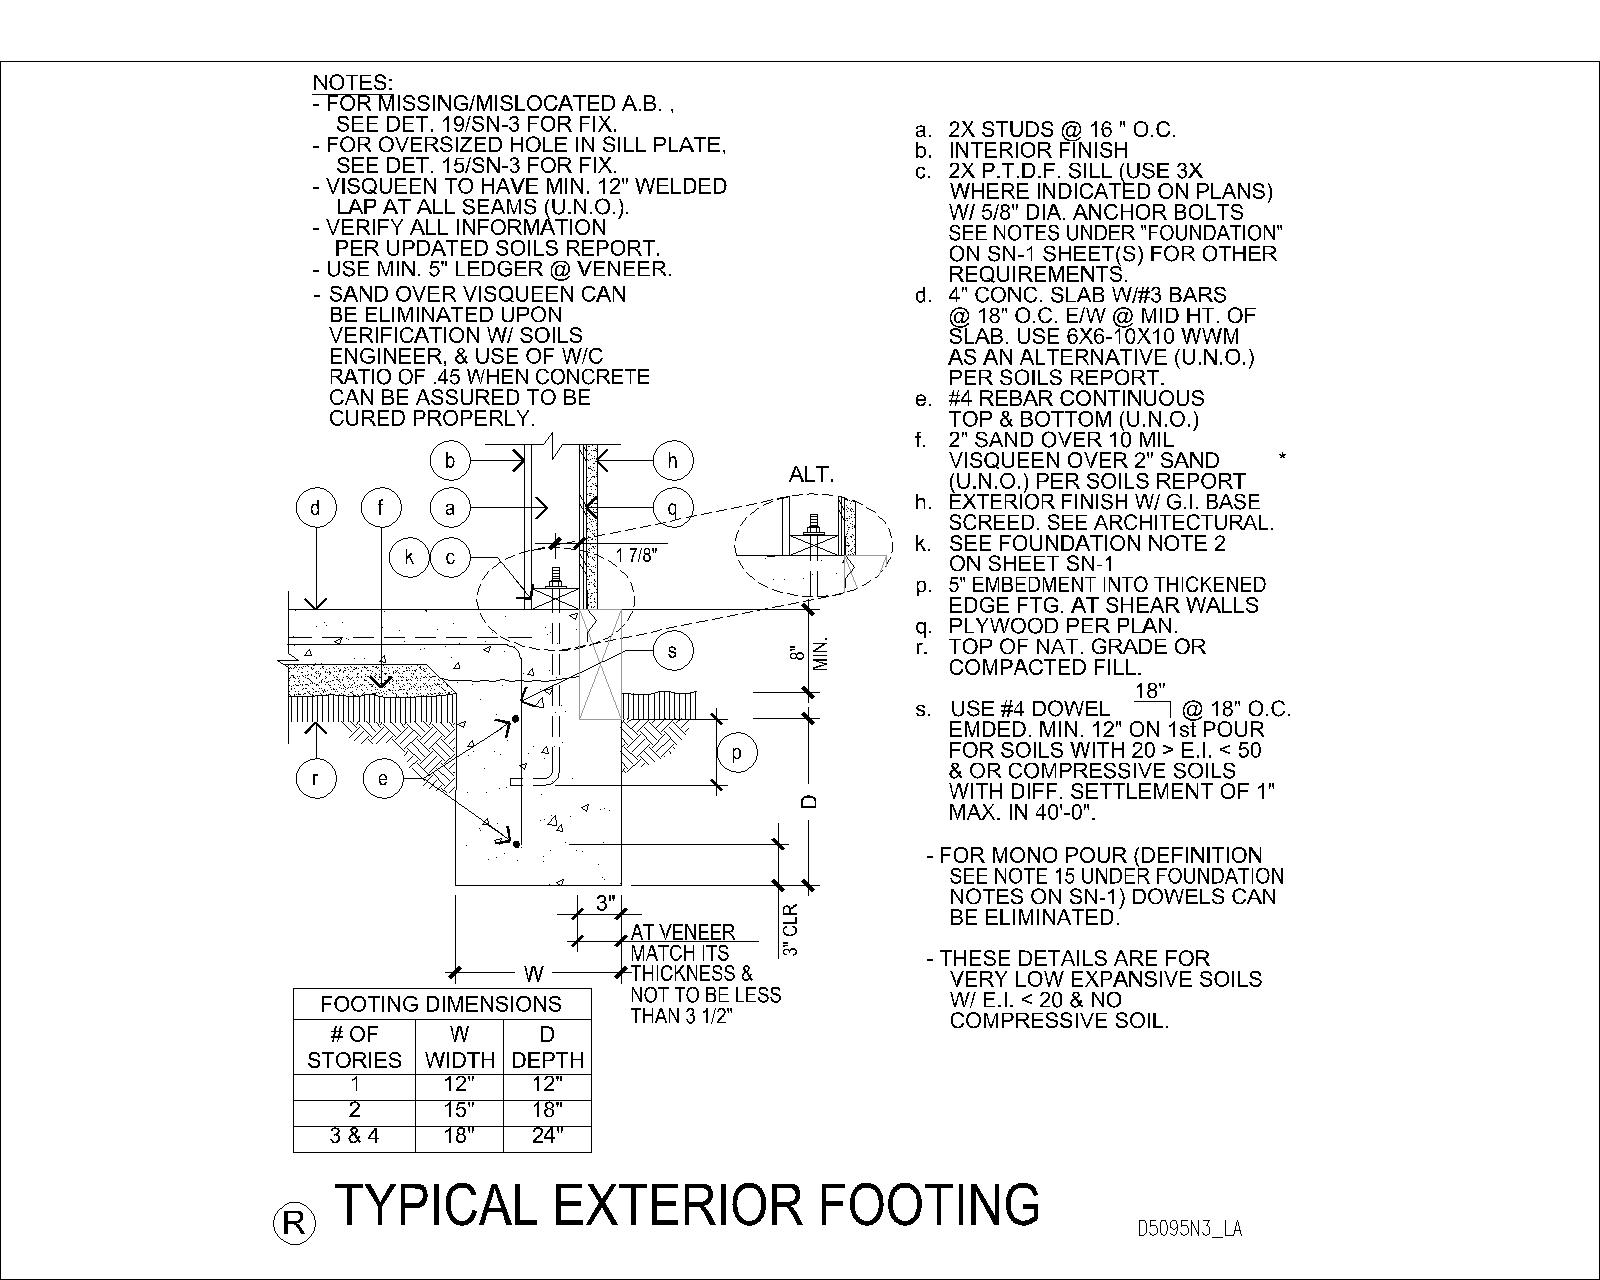 NOTES:
- FOR MISSING/MISLOCATED A.B. ,
SEE DET. 19/SN-3 FOR FIX.
- FOR OVERSIZED HOLE IN SILL PLATE,
SEE DET. 15/SN-3 FOR FIX.
- VISQUEEN TO HAVE MIN. 12" WELDED
LAP AT ALL SEAMS (U.N.O.).
- VERIFY ALL INFORMATION
PER UPDATED SOILS REPORT.
- USE MIN. 5" LEDGER @ VENEER.
- SAND OVER VISQUEEN CAN
BE ELIMINATED UPON
VERIFICATION W/ SOILS
ENGINEER, & USE OF W/C
RATIO OF .45 WHEN CONCRETE
CAN BE ASSURED TO BE
CURED PROPERLY.
a. 2X STUDS @ 16 " O.C.
b. INTERIOR FINISH
c. 2X P.T.D.F. SILL (USE 3X
WHERE INDICATED ON PLANS)
W/ 5/8" DIA. ANCHOR BOLTS
SEE NOTES UNDER "FOUNDATION"
ON SN-1 SHEET(S) FOR OTHER
REQUIREMENTS.
d. 4" CONC. SLAB W/#3 BARS
@ 18" O.C. E/W @ MID HT. OF
SLAB. USE 6X6-10X10 WWM
AS AN ALTERNATIVE (U.N.O.)
PER SOILS REPORT.
e. #4 REBAR CONTINUOUS
TOP & BOTTOM (U.N.O.)
f. 2" SAND OVER 10 MIL
VISQUEEN OVER 2" SAND *
(U.N.O.) PER SOILS REPORT
h. EXTERIOR FINISH W/ G.I. BASE
SCREED. SEE ARCHITECTURAL.
k. SEE FOUNDATION NOTE 2
ON SHEET SN-1
p. 5" EMBEDMENT INTO THICKENED
EDGE FTG. AT SHEAR WALLS
q. PLYWOOD PER PLAN.
r. TOP OF NAT. GRADE OR
COMPACTED FILL.
18"
s. USE #4 DOWEL @ 18" O.C.
EMDED. MIN. 12" ON 1st POUR
FOR SOILS WITH 20 > E.I. < 50
& OR COMPRESSIVE SOILS
WITH DIFF. SETTLEMENT OF 1"
MAX. IN 40'-0".
- FOR MONO POUR (DEFINITION
SEE NOTE 15 UNDER FOUNDATION
NOTES ON SN-1) DOWELS CAN
BE ELIMINATED.
- THESE DETAILS ARE FOR
VERY LOW EXPANSIVE SOILS
W/ E.I. < 20 & NO
COMPRESSIVE SOIL.
b
h
ALT.
d
f
a
q
k
c
1 7/8"
s
8"
MIN.
p
r
e
D
3"
3" CLR
W
AT VENEER
MATCH ITS
THICKNESS &
NOT TO BE LESS
THAN 3 1/2"
FOOTING DIMENSIONS
# OF W D
STORIES WIDTH DEPTH
1 12" 12"
2 15" 18"
3 & 4 18" 24"
R TYPICAL EXTERIOR FOOTING
D5095N3_LA